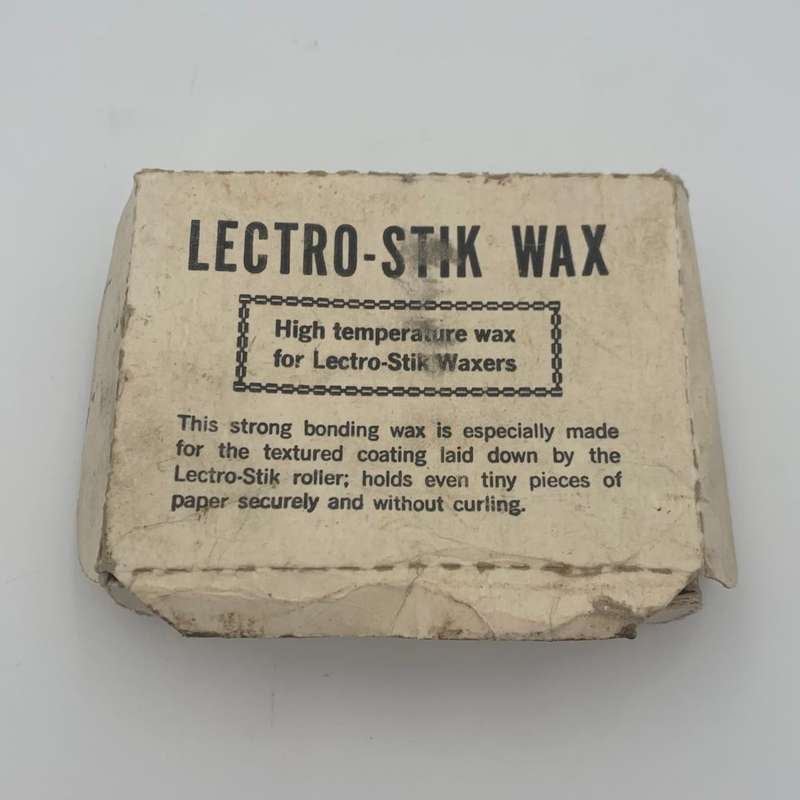 LECTRO-STIK WAX
High temperature wax
for Lectro-Stik Waxers
This strong bonding wax is especially made
for the textured coating laid down by the
Lectro-Stik roller; holds even tiny pieces of
paper securely and without curling.